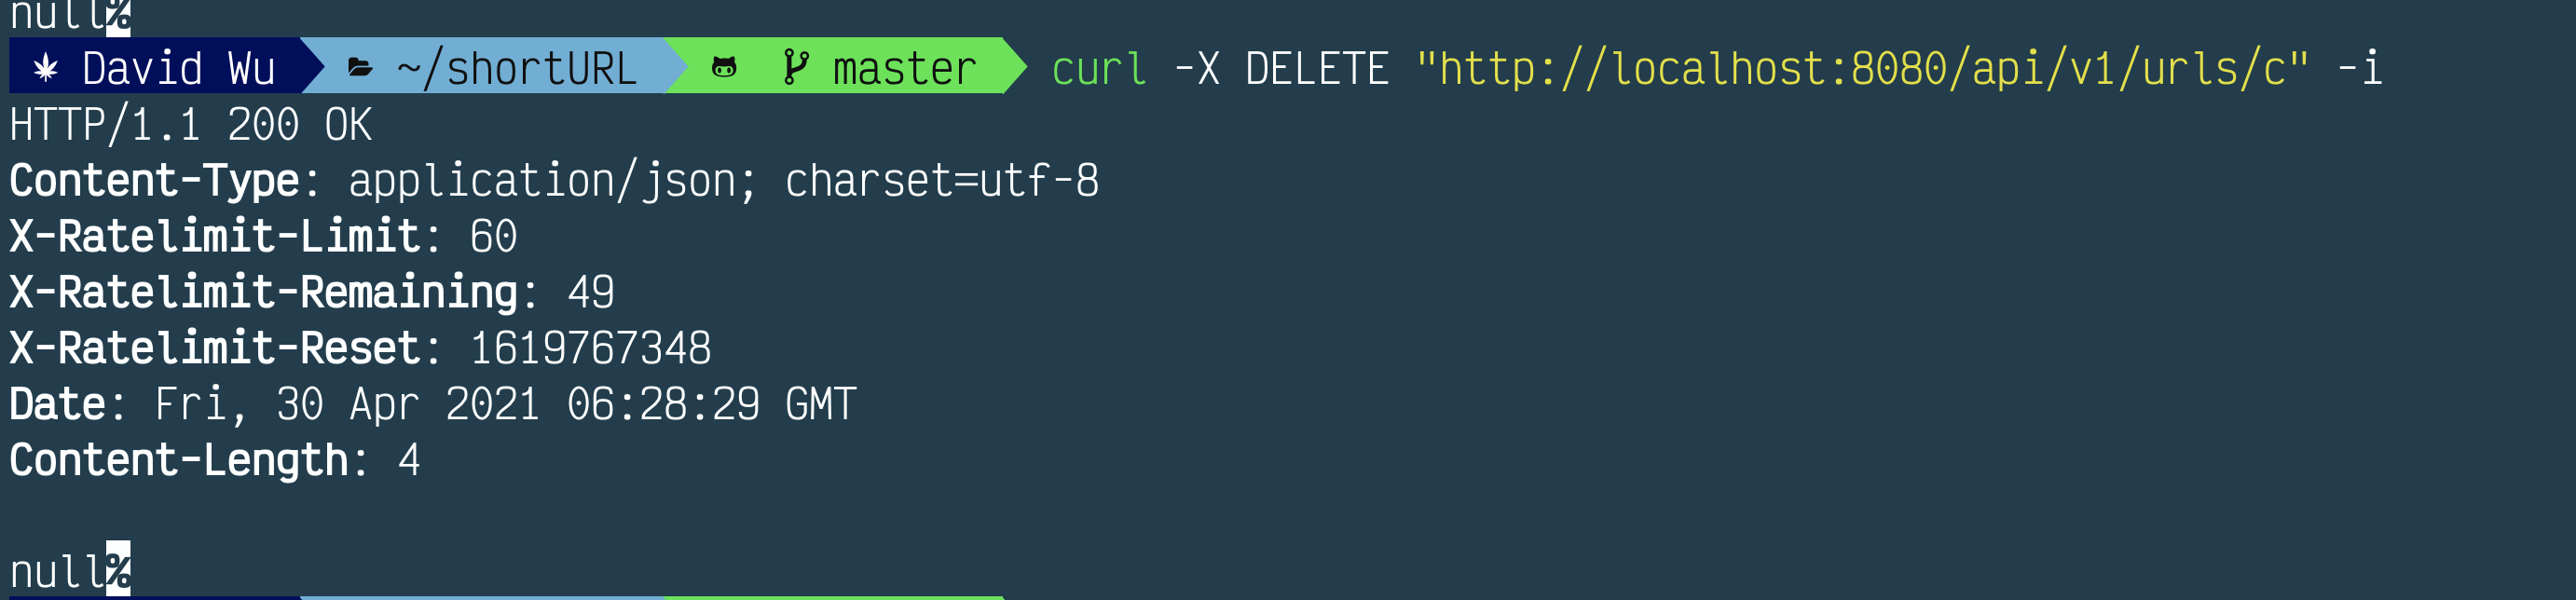 null%
David Wu ~/shortURL master curl -X DELETE "http://localhost:8080/api/v1/urls/c" -i
HTTP/1.1 200 OK
Content-Type: application/json; charset=utf-8
X-Ratelimit-Limit: 60
X-Ratelimit-Remaining: 49
X-Ratelimit-Reset: 1619767348
Date: Fri, 30 Apr 2021 06:28:29 GMT
Content-Length: 4
null%